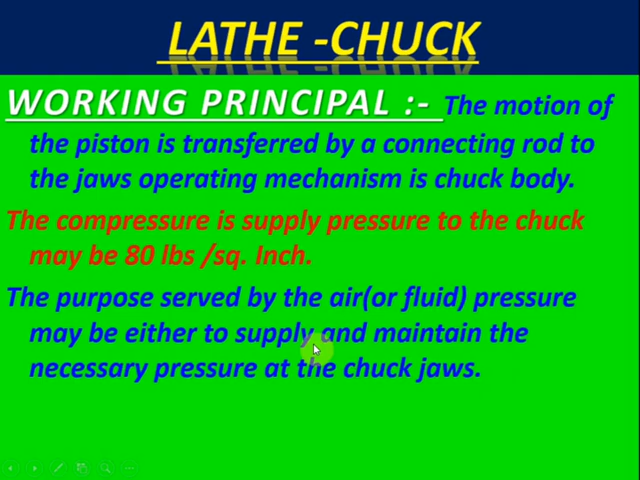 LATHE -CHUCK
WORKING PRINCIPAL :- The motion of
the piston is transferred by a connecting rod to
the jaws operating mechanism is chuck body.
The compressure is supply pressure to the chuck
may be 80 lbs /sq. Inch.
The purpose served by the air(or fluid) pressure
may be either to supply and maintain the
necessary pressure at the chuck jaws.